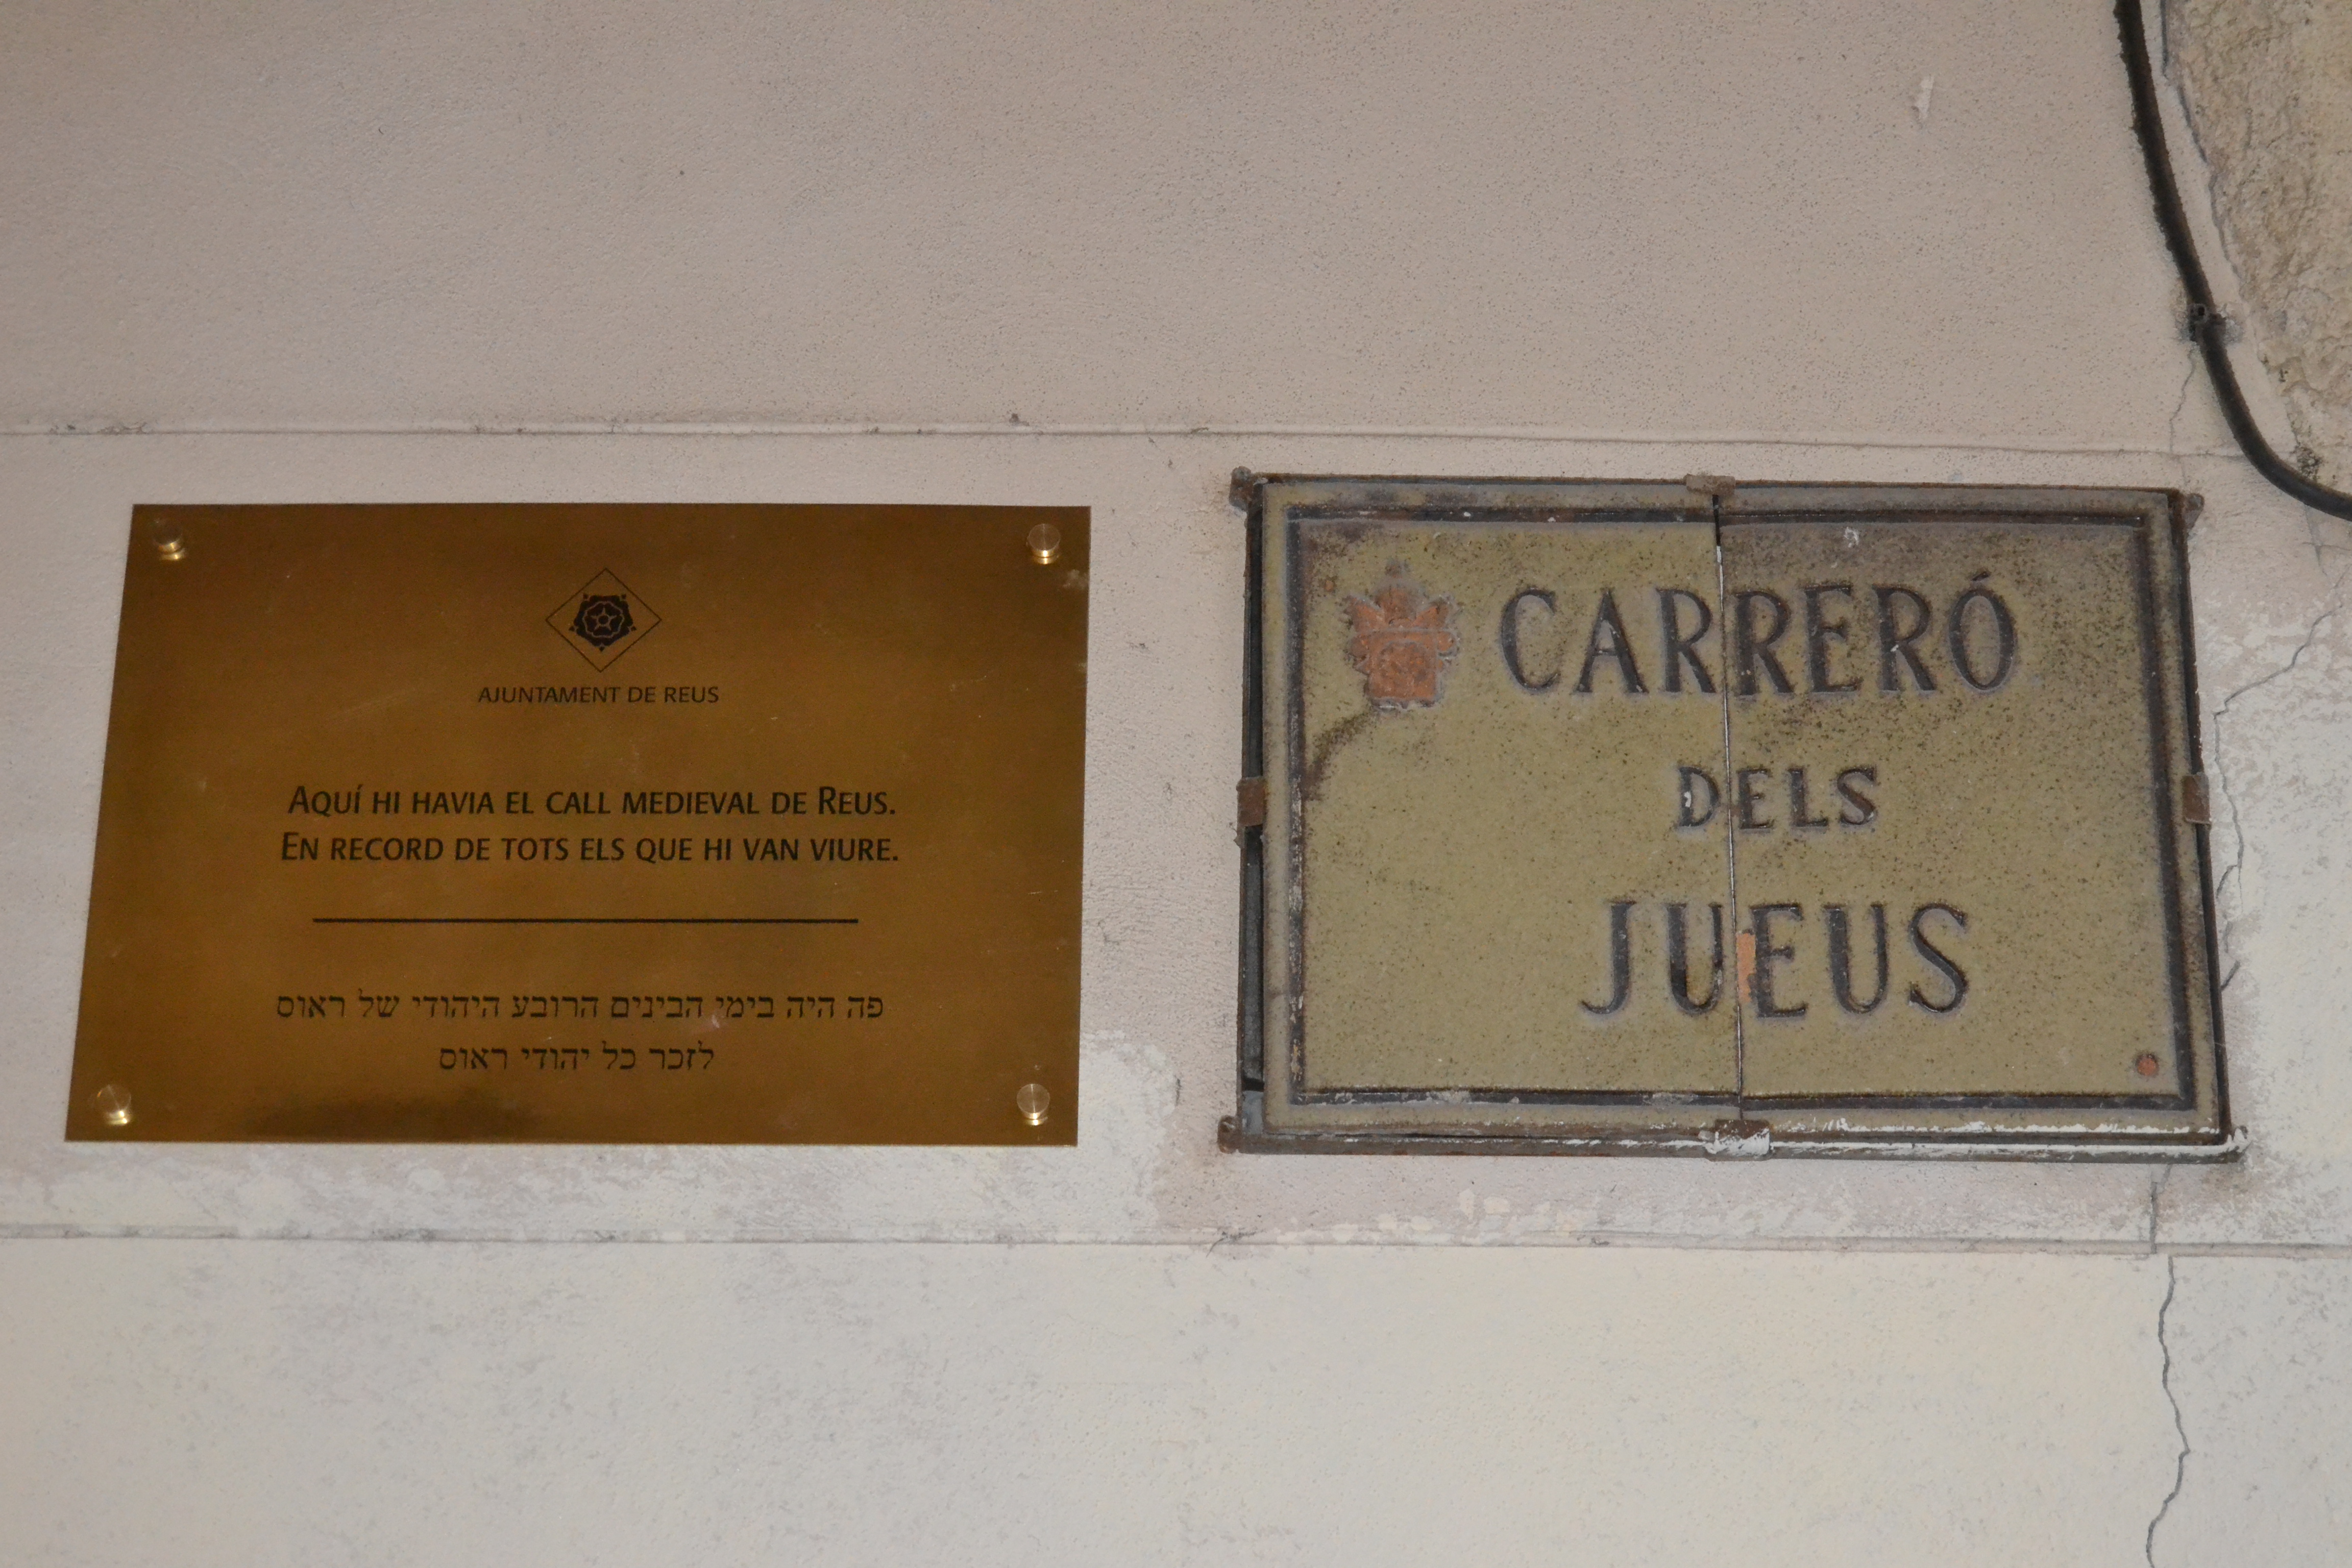 AJUNTAMENT DE REUS
AQUÍ HI HAVIA EL CALL MEDIEVAL DE REUS.
EN RECORD DE TOTS ELS QUE HI VAN VIURE.
פה היה בימי הבינים הרובע היהודי של ראוס
לזכר כל יהודי ראוס
CARRERÓ
DELS
JUEUS